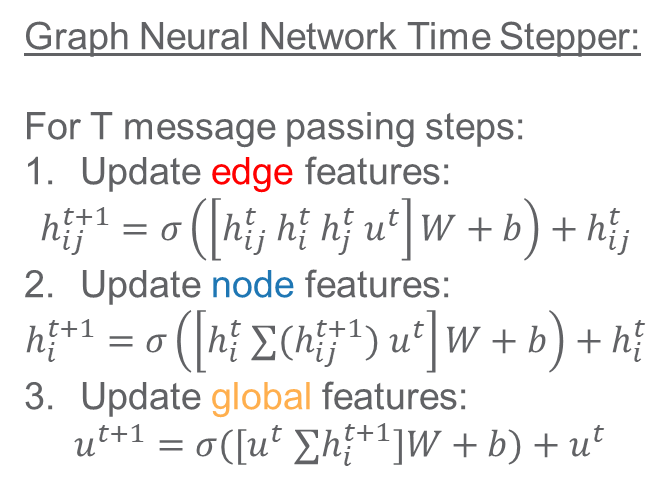 Graph Neural Network Time Stepper:
For T message passing steps:
1. Update edge features:
$h_{ij}^{t+1} = \sigma\left(\left[h_{ij}^{t}\, h_{i}^{t}\, h_{j}^{t}\, u^{t}\right]W + b\right) + h_{ij}^{t}$
2. Update node features:
$h_{i}^{t+1} = \sigma\left(\left[h_{i}^{t}\, \sum(h_{ij}^{t+1})\, u^{t}\right]W + b\right) + h_{i}^{t}$
3. Update global features:
$u^{t+1} = \sigma([u^{t}\, \sum h_{i}^{t+1}]W + b) + u^{t}$